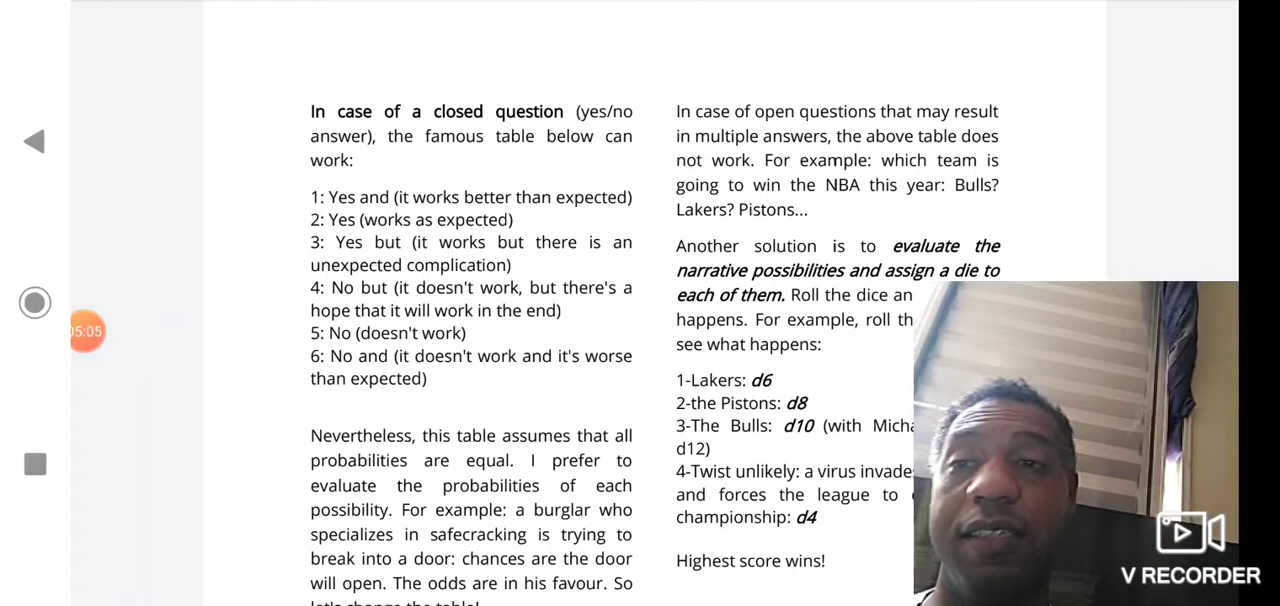 In case of a closed question (yes/no
answer), the famous table below can
work:
1: Yes and (it works better than expected)
2: Yes (works as expected)
3: Yes but (it works but there is an
unexpected complication)
4: No but (it doesn't work, but there's a
hope that it will work in the end)
5: No (doesn't work)
6: No and (it doesn't work and it's worse
than expected)
Nevertheless, this table assumes that all
probabilities are equal. I prefer to
evaluate the probabilities of each
possibility. For example: a burglar who
specializes in safecracking is trying to
break into a door: chances are the door
will open. The odds are in his favour. So
let's change the table!
In case of open questions that may result
in multiple answers, the above table does
not work. For example: which team is
going to win the NBA this year: Bulls?
Lakers? Pistons...
Another solution is to evaluate the
narrative possibilities and assign a die to
each of them. Roll the dice
happens. For example, roll
see what happens:
1-Lakers: d6
2-the Pistons: d8
3-The Bulls: d10 (with
d12)
4-Twist unlikely: a virus
and forces the league to
championship: d4
Highest score wins!
05:05
V RECORDER